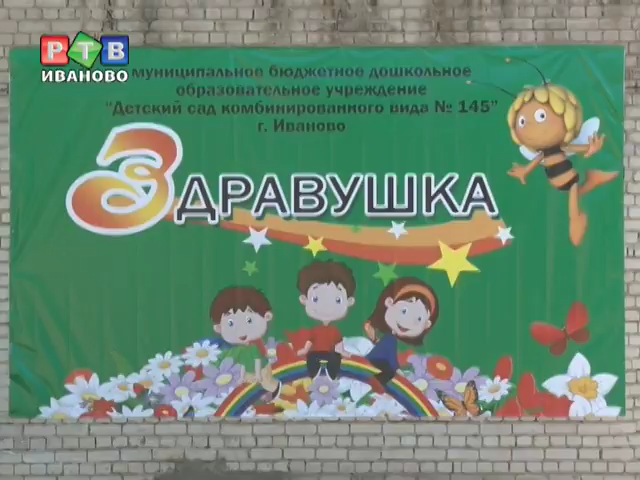 РТВ
ИВАНОВО
муниципальное бюджетное дошкольное
образовательное учреждение
"Детский сад комбинированного вида № 145"
г. Иваново
ЗДРАВУШКА